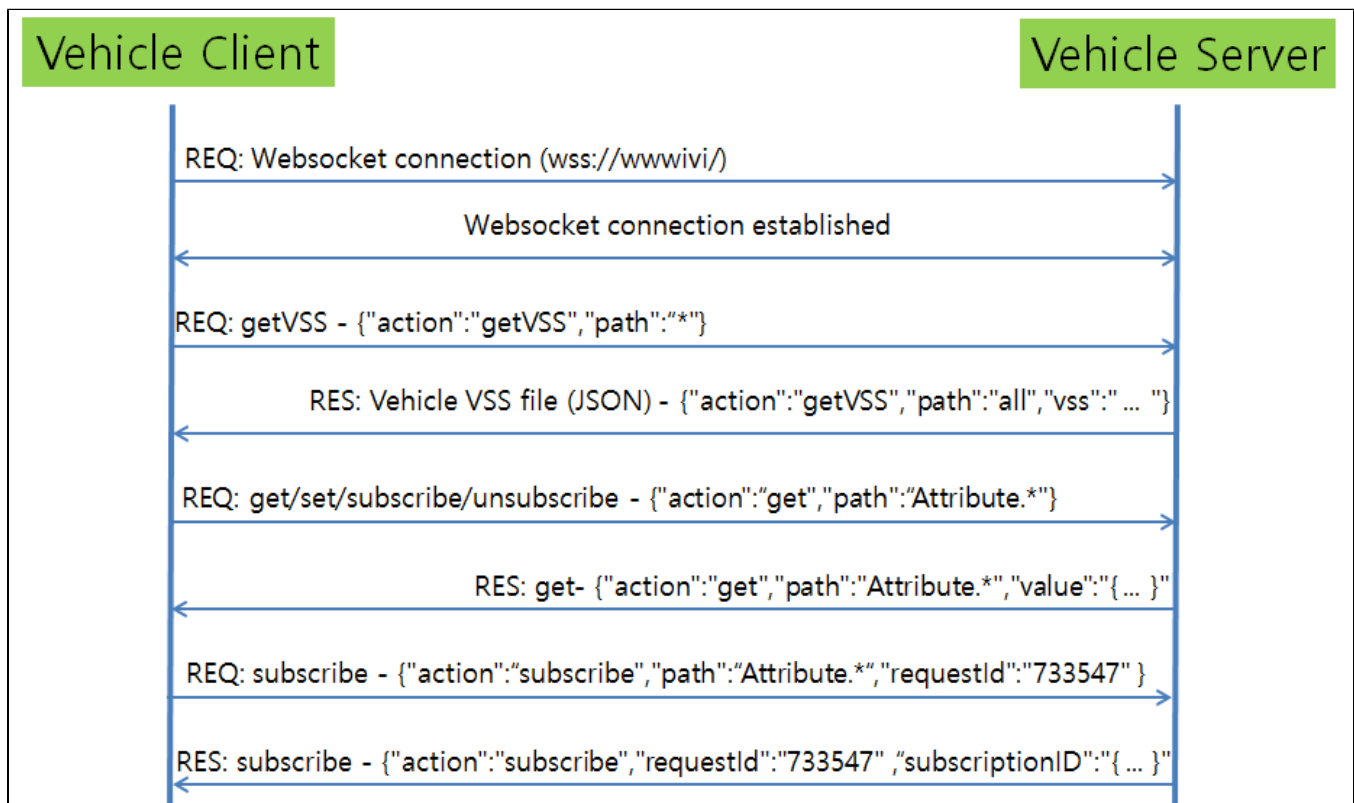 Vehicle Client
Vehicle Server
REQ: Websocket connection (wss://wwwivi/)
Websocket connection established
REQ: getVSS - {"action":"getVSS","path":“*"}
RES: Vehicle VSS file (JSON) - {"action":"getVSS","path":"all","vss":" ... "}
REQ: get/set/subscribe/unsubscribe - {"action":“get","path":“Attribute.*"}
RES: get- {"action":"get","path":"Attribute.*","value":"{ ... }"
REQ: subscribe - {"action":“subscribe","path":“Attribute.*“,"requestId":"733547" }
RES: subscribe - {"action":"subscribe","requestId":"733547" ,“subscriptionID":"{ ... }"